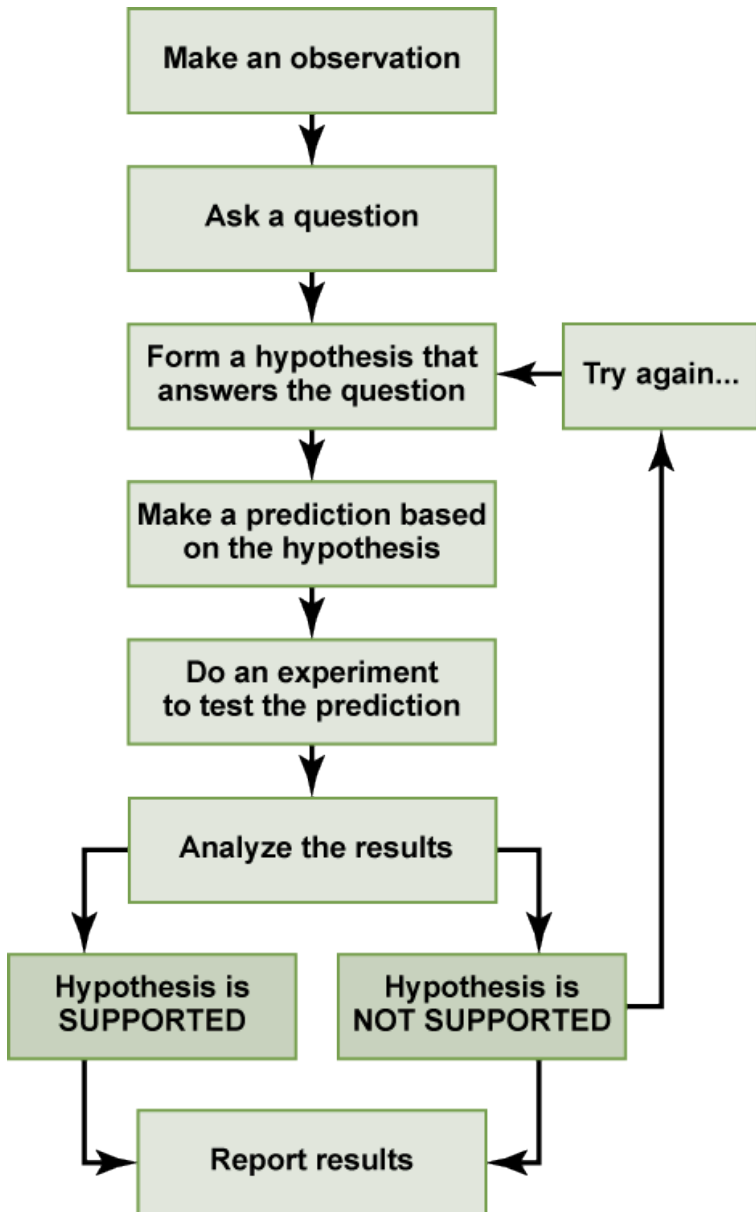 Make an observation
Ask a question
Form a hypothesis that
answers the question
Try again...
Make a prediction based
on the hypothesis
Do an experiment
to test the prediction
Analyze the results
Hypothesis is
SUPPORTED
Hypothesis is
NOT SUPPORTED
Report results